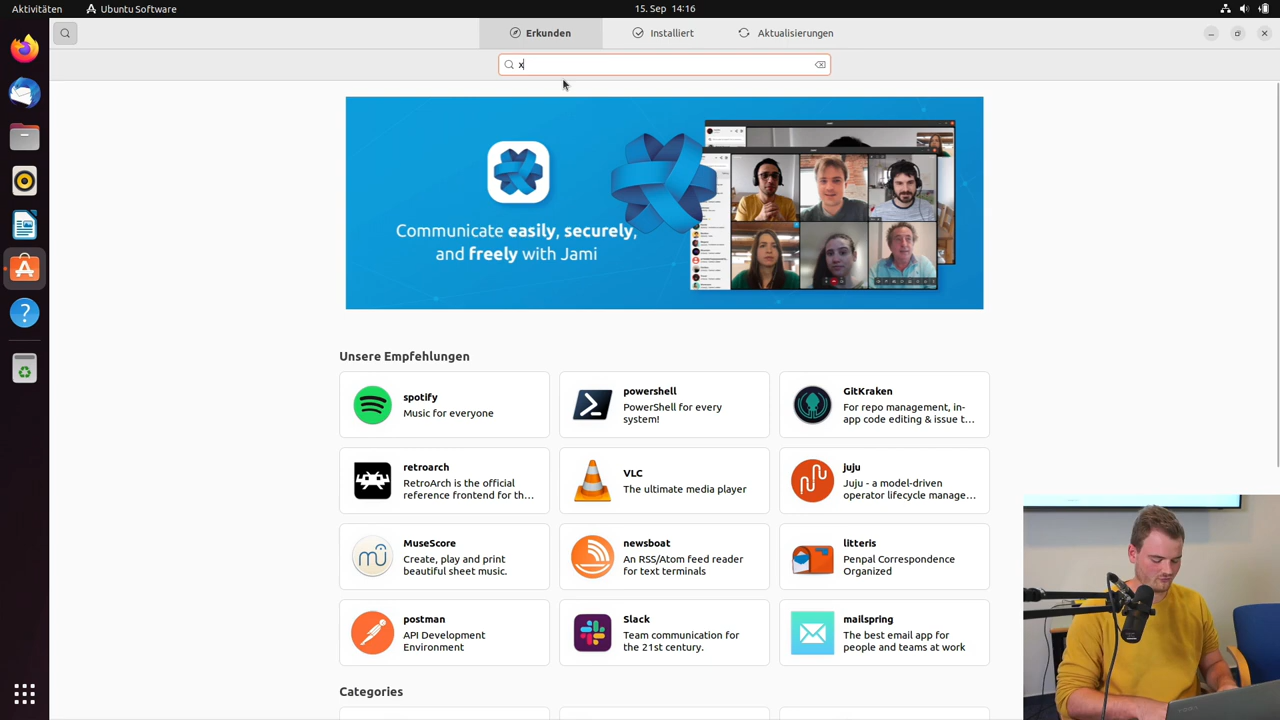 Aktivitäten
Ubuntu Software
15. Sep 14:16
Erkunden
Installiert
Aktualisierungen
x
Communicate easily, securely,
and freely with Jami
Unsere Empfehlungen
spotify
Music for everyone
powershell
PowerShell for every
system!
GitKraken
For repo management, in-
app code editing & issue t…
retroarch
RetroArch is the official
reference frontend for th…
VLC
The ultimate media player
juju
Juju - a model-driven
operator lifecycle manage…
MuseScore
Create, play and print
beautiful sheet music.
newsboat
An RSS/Atom feed reader
for text terminals
litteris
Penpal Correspondence
Organized
postman
API Development
Environment
Slack
Team communication for
the 21st century.
mailspring
The best email app for
people and teams at work
Categories